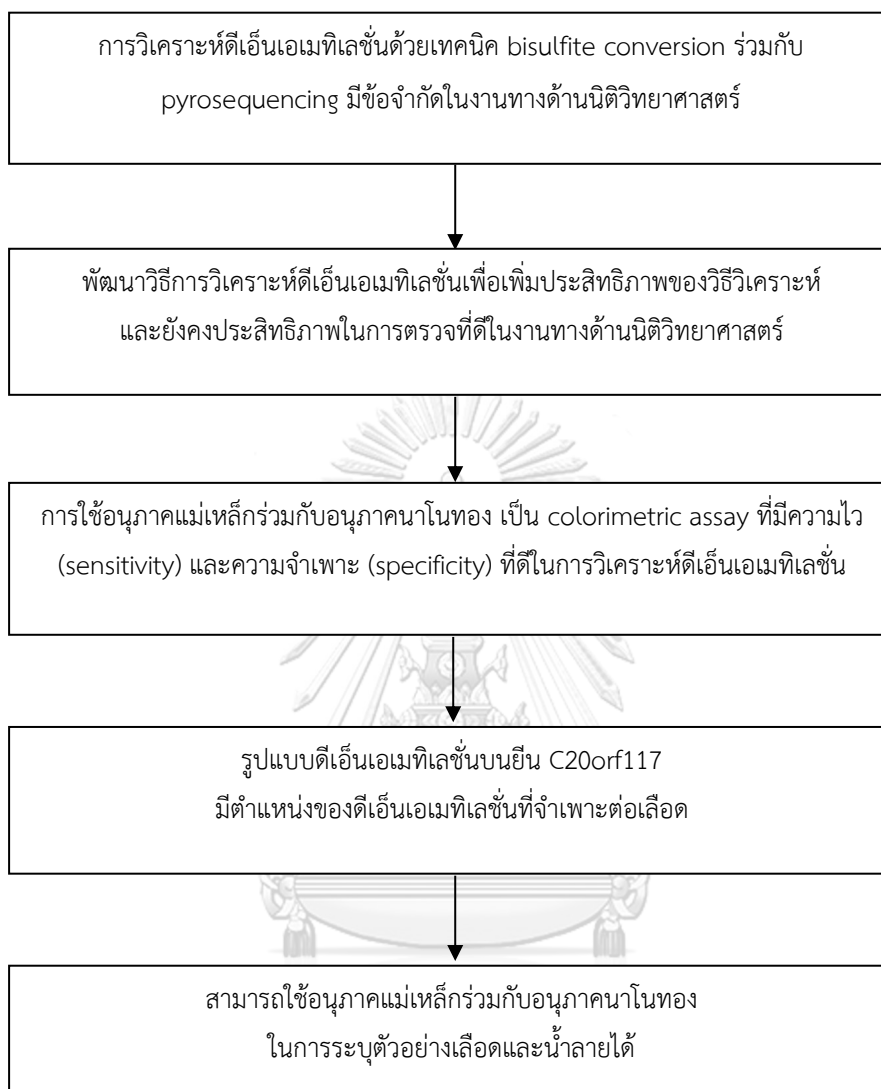 การวิเคราะห์ดีเอ็นเอเมทิเลชั่นด้วยเทคนิค bisulfite conversion ร่วมกับ
pyrosequencing มีข้อจำกัดในงานทางด้านนิติวิทยาศาสตร์
พัฒนาวิธีการวิเคราะห์ดีเอ็นเอเมทิเลชั่นเพื่อเพิ่มประสิทธิภาพของวิธีวิเคราะห์
และยังคงประสิทธิภาพในการตรวจที่ดีในงานทางด้านนิติวิทยาศาสตร์
การใช้อนุภาคแม่เหล็กร่วมกับอนุภาคนาโนทอง เป็น colorimetric assay ที่มีความไว
(sensitivity) และความจำเพาะ (specificity) ที่ดีในการวิเคราะห์ดีเอ็นเอเมทิเลชั่น
รูปแบบดีเอ็นเอเมทิเลชั่นบนยีน C20orf117
มีตำแหน่งของดีเอ็นเอเมทิเลชั่นที่จำเพาะต่อเลือด
สามารถใช้อนุภาคแม่เหล็กร่วมกับอนุภาคนาโนทอง
ในการระบุตัวอย่างเลือดและน้ำลายได้